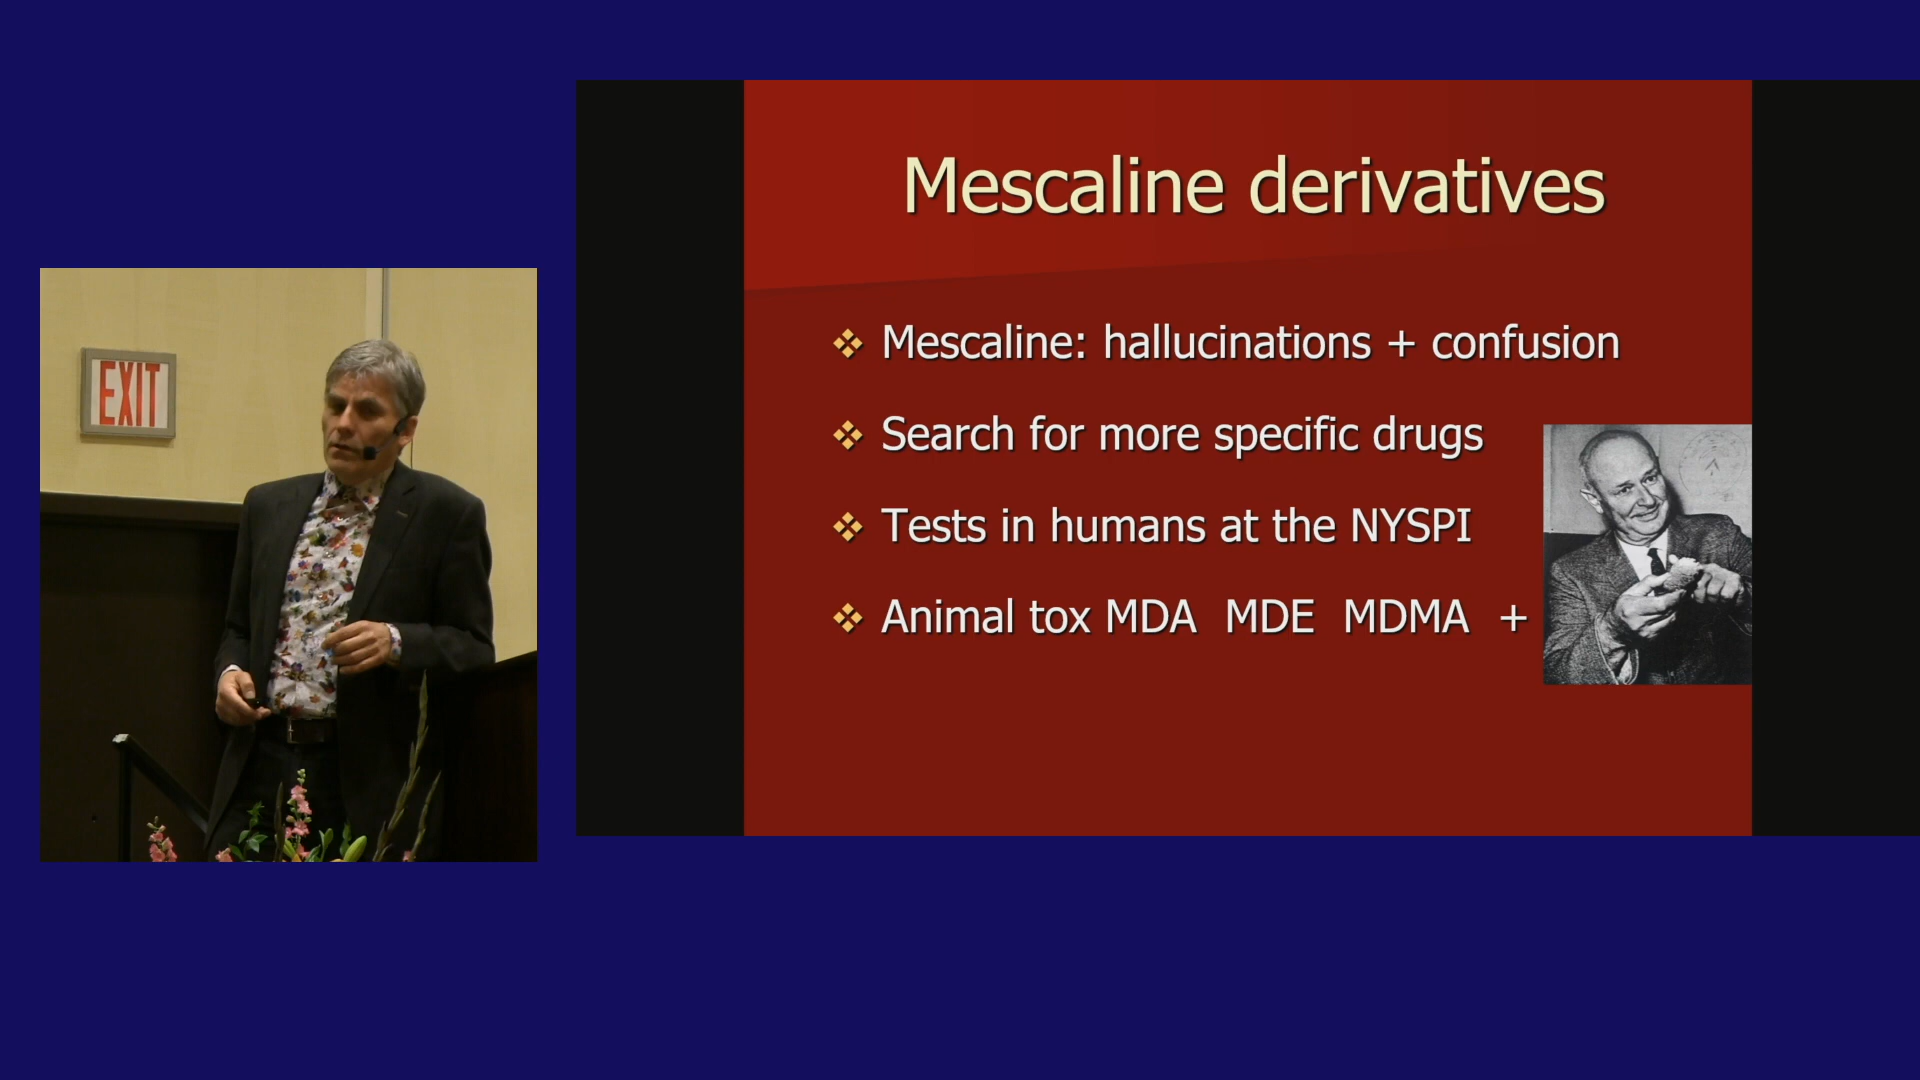 EXIT
Mescaline derivatives
Mescaline: hallucinations + confusion
Search for more specific drugs
Tests in humans at the NYSPI
Animal tox MDA MDE MDMA +